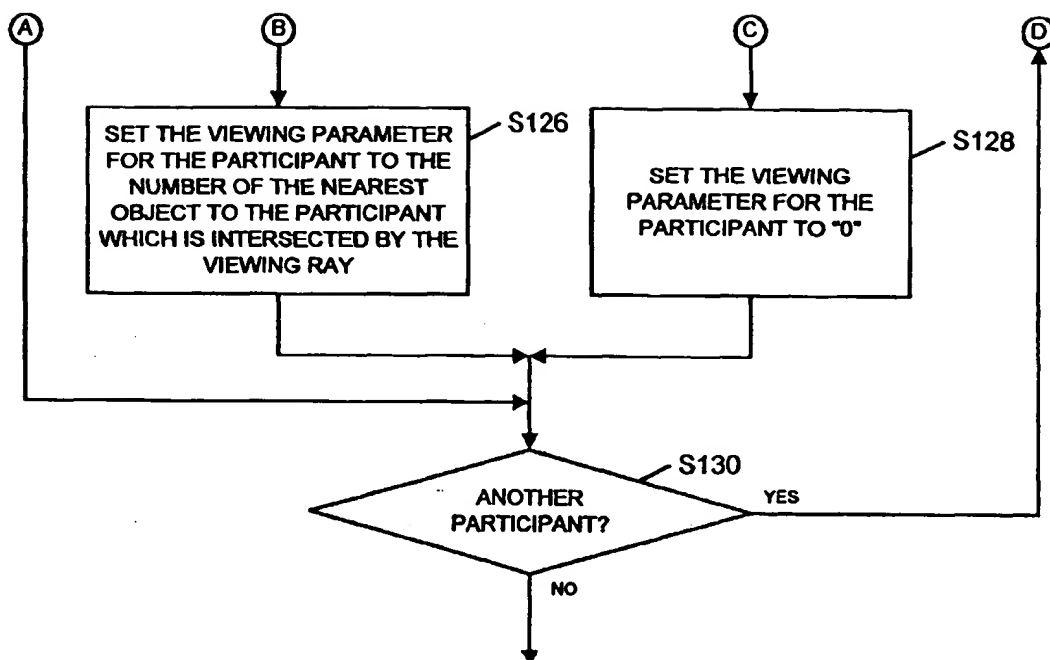 A
B
C
D
SET THE VIEWING PARAMETER
FOR THE PARTICIPANT TO THE
NUMBER OF THE NEAREST
OBJECT TO THE PARTICIPANT
WHICH IS INTERSECTED BY THE
VIEWING RAY
S126
SET THE VIEWING
PARAMETER FOR THE
PARTICIPANT TO "0"
S128
ANOTHER
PARTICIPANT?
S130
YES
NO